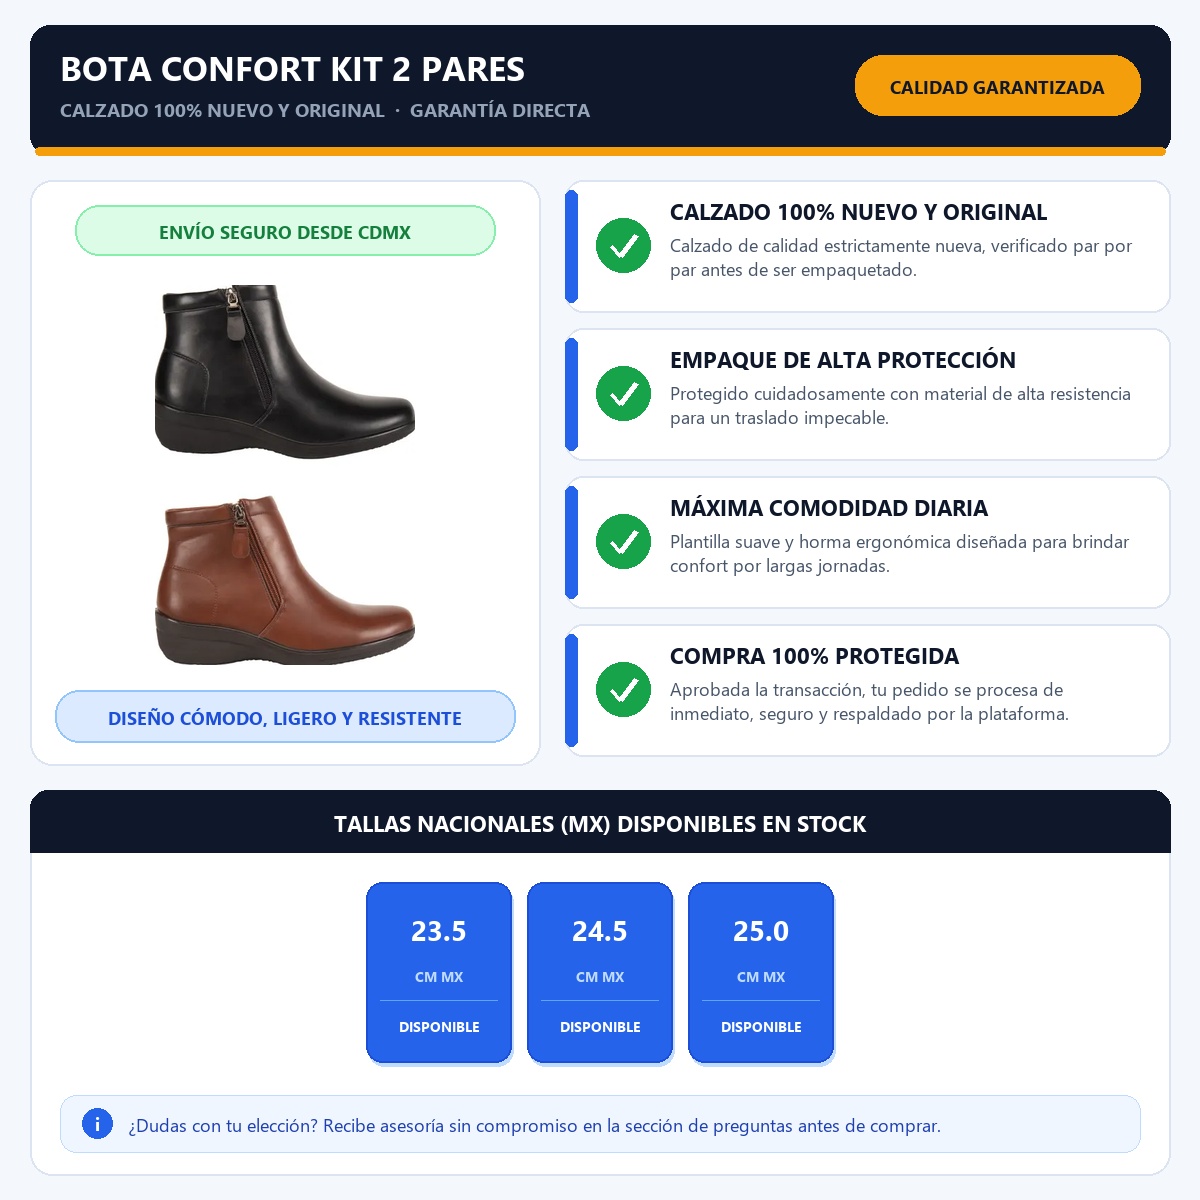 BOTA CONFORT KIT 2 PARES
CALZADO 100% NUEVO Y ORIGINAL · GARANTÍA DIRECTA
CALIDAD GARANTIZADA
ENVÍO SEGURO DESDE CDMX
DISEÑO CÓMODO, LIGERO Y RESISTENTE
CALZADO 100% NUEVO Y ORIGINAL
Calzado de calidad estrictamente nueva, verificado par por
par antes de ser empaquetado.
EMPAQUE DE ALTA PROTECCIÓN
Protegido cuidadosamente con material de alta resistencia
para un traslado impecable.
MÁXIMA COMODIDAD DIARIA
Plantilla suave y horma ergonómica diseñada para brindar
confort por largas jornadas.
COMPRA 100% PROTEGIDA
Aprobada la transacción, tu pedido se procesa de
inmediato, seguro y respaldado por la plataforma.
TALLAS NACIONALES (MX) DISPONIBLES EN STOCK
23.5
CM MX
DISPONIBLE
24.5
CM MX
DISPONIBLE
25.0
CM MX
DISPONIBLE
¿Dudas con tu elección? Recibe asesoría sin compromiso en la sección de preguntas antes de comprar.